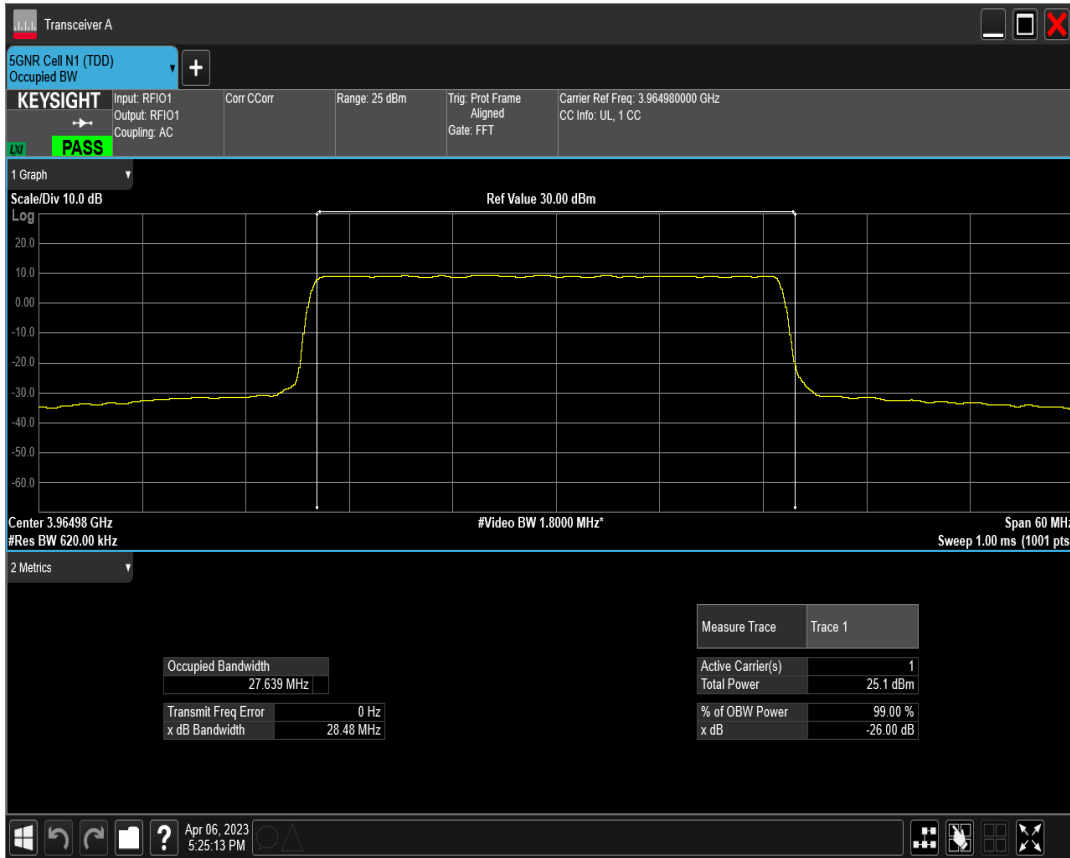 Transceiver A
5GNR Cell N1 (TDD)
Occupied BW
KEYSIGHT
LXI
PASS
Input: RFIO1
Output: RFIO1
Coupling: AC
Corr CCorr
Range: 25 dBm
Trig: Prot Frame
Aligned
Gate: FFT
Carrier Ref Freq: 3.964980000 GHz
CC Info: UL, 1 CC
1 Graph
Scale/Div 10.0 dB
Ref Value 30.00 dBm
Log
20.0
10.0
0.00
-10.0
-20.0
-30.0
-40.0
-50.0
-60.0
Center 3.96498 GHz
#Video BW 1.8000 MHz*
Span 60 MHz
#Res BW 620.00 kHz
Sweep 1.00 ms (1001 pts
2 Metrics
Measure Trace Trace 1
Occupied Bandwidth
27.639 MHz
Active Carrier(s) 1
Total Power 25.1 dBm
Transmit Freq Error 0 Hz
x dB Bandwidth 28.48 MHz
% of OBW Power 99.00 %
x dB -26.00 dB
?
Apr 06, 2023
5:25:13 PM